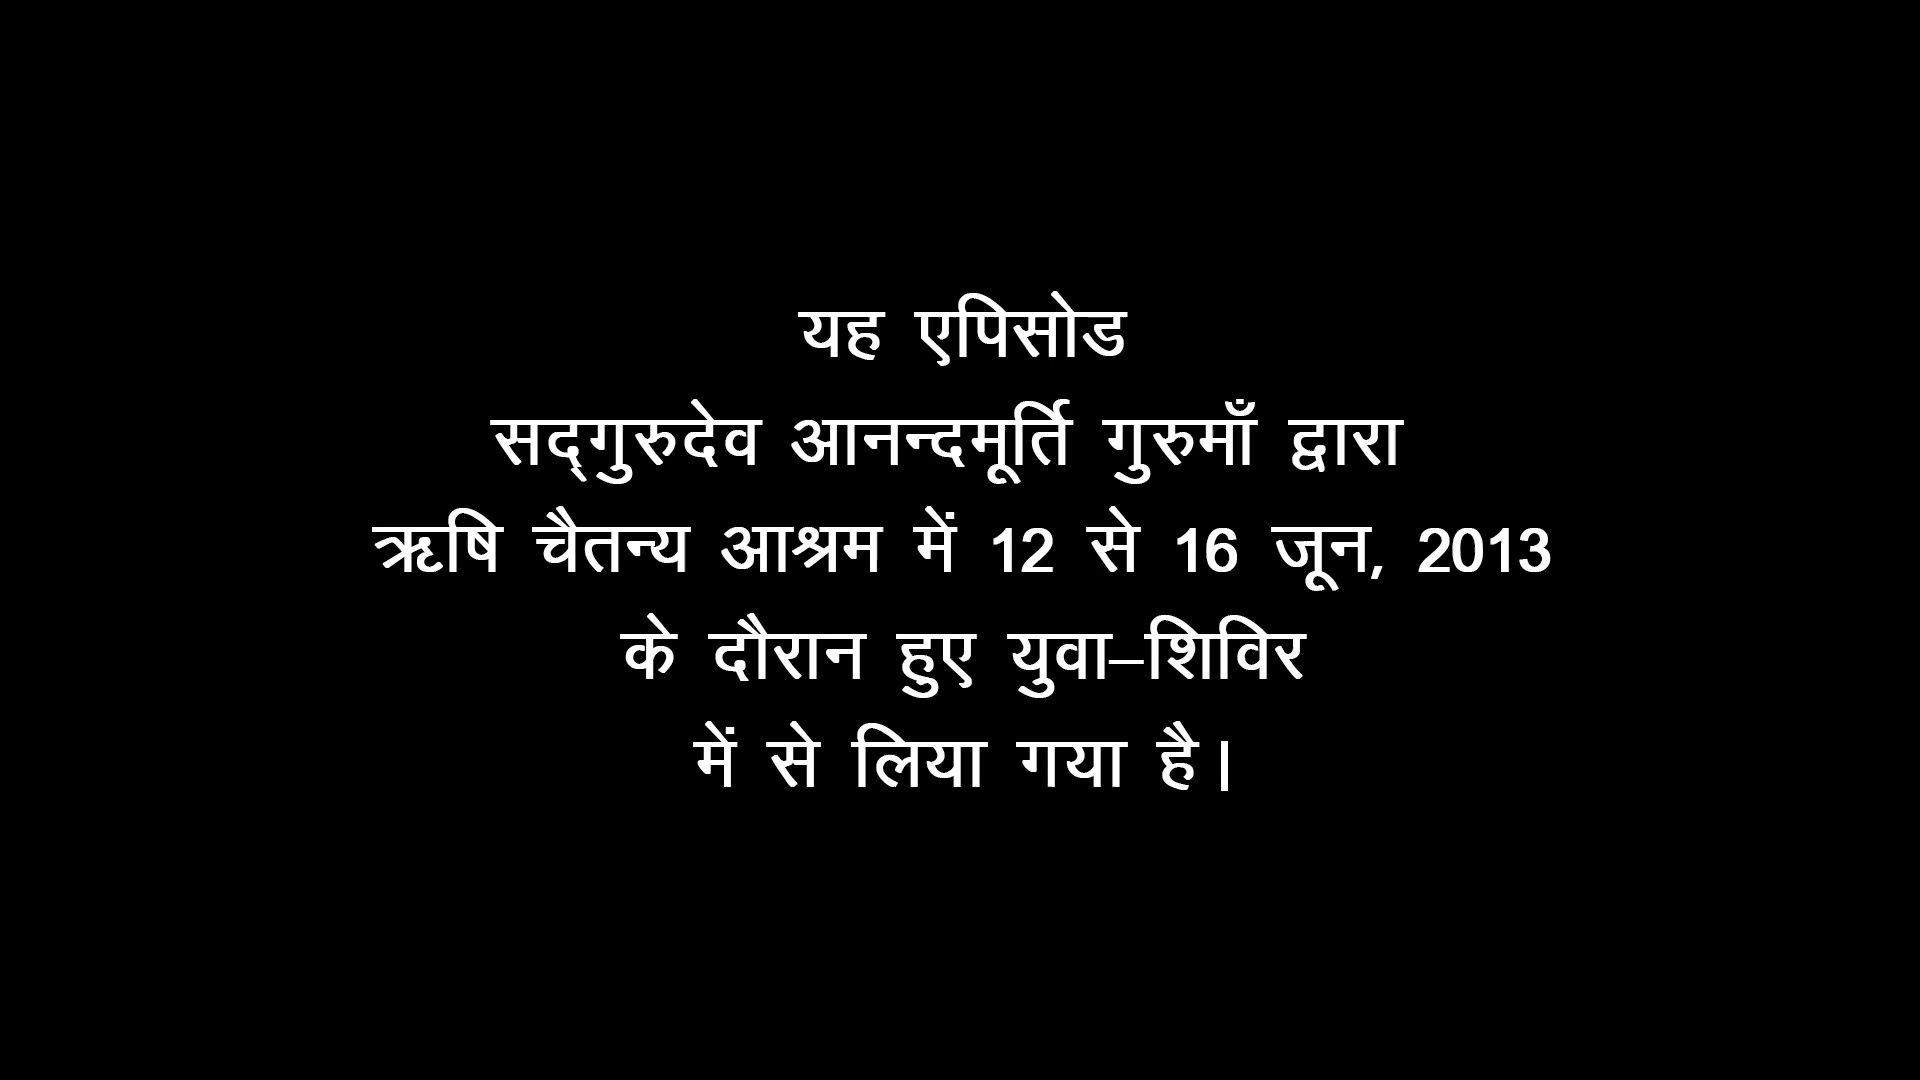 यह एपिसोड
सद्‌गुरुदेव आनन्दमूर्ति गुरुमाँ द्वारा
ऋषि चैतन्य आश्रम में 12 से 16 जून, 2013
के दौरान हुए युवा–शिविर
में से लिया गया है।